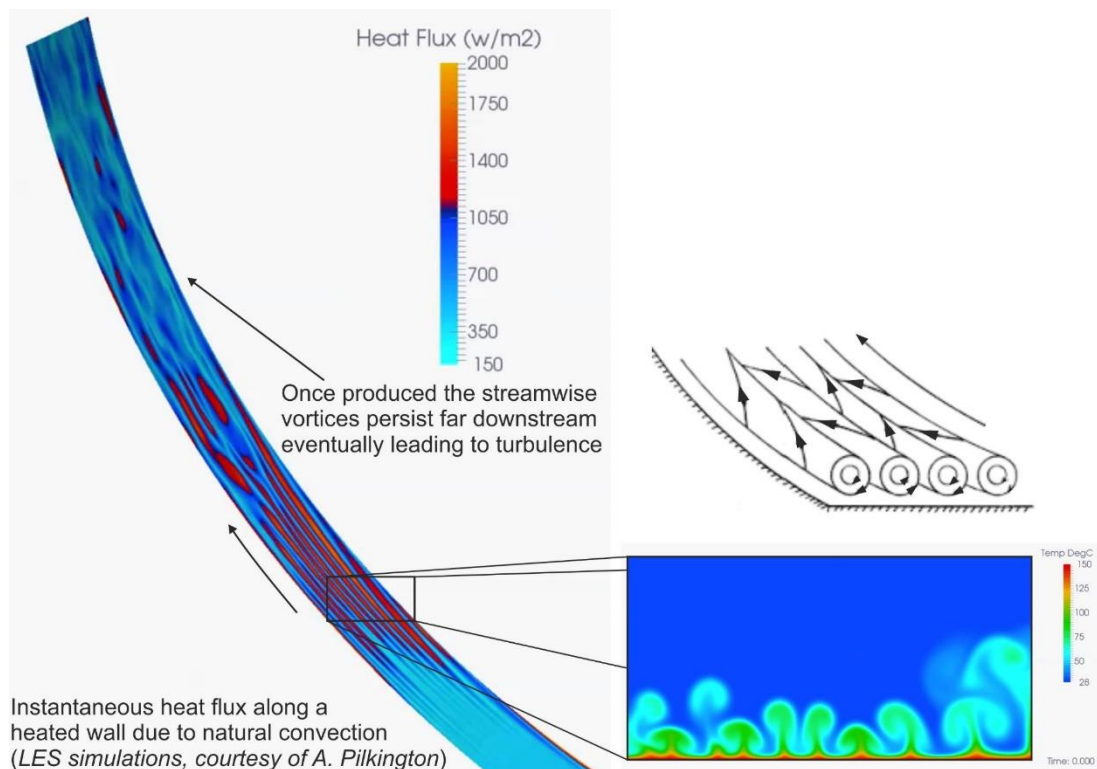 Heat Flux (w/m2)
2000
1750
1400
1050
700
350
150
Once produced the streamwise
vortices persist far downstream
eventually leading to turbulence
Temp DegC
150
125
100
75
50
28
Time: 0.000
Instantaneous heat flux along a
heated wall due to natural convection
(LES simulations, courtesy of A. Pilkington)